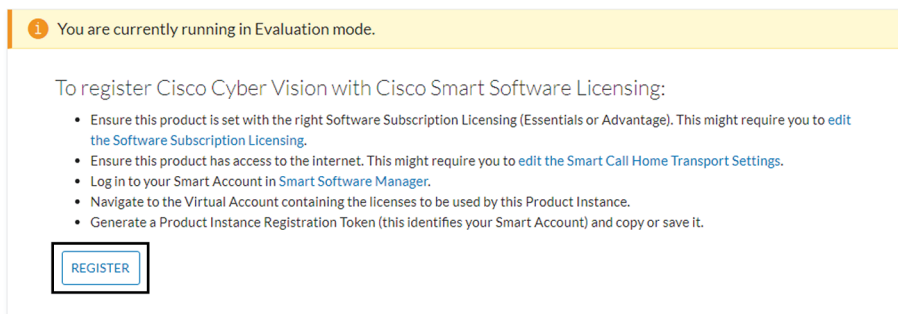 You are currently running in Evaluation mode.
To register Cisco Cyber Vision with Cisco Smart Software Licensing:
• Ensure this product is set with the right Software Subscription Licensing (Essentials or Advantage). This might require you to edit
the Software Subscription Licensing.
• Ensure this product has access to the internet. This might require you to edit the Smart Call Home Transport Settings.
• Log in to your Smart Account in Smart Software Manager.
• Navigate to the Virtual Account containing the licenses to be used by this Product Instance.
• Generate a Product Instance Registration Token (this identifies your Smart Account) and copy or save it.
REGISTER